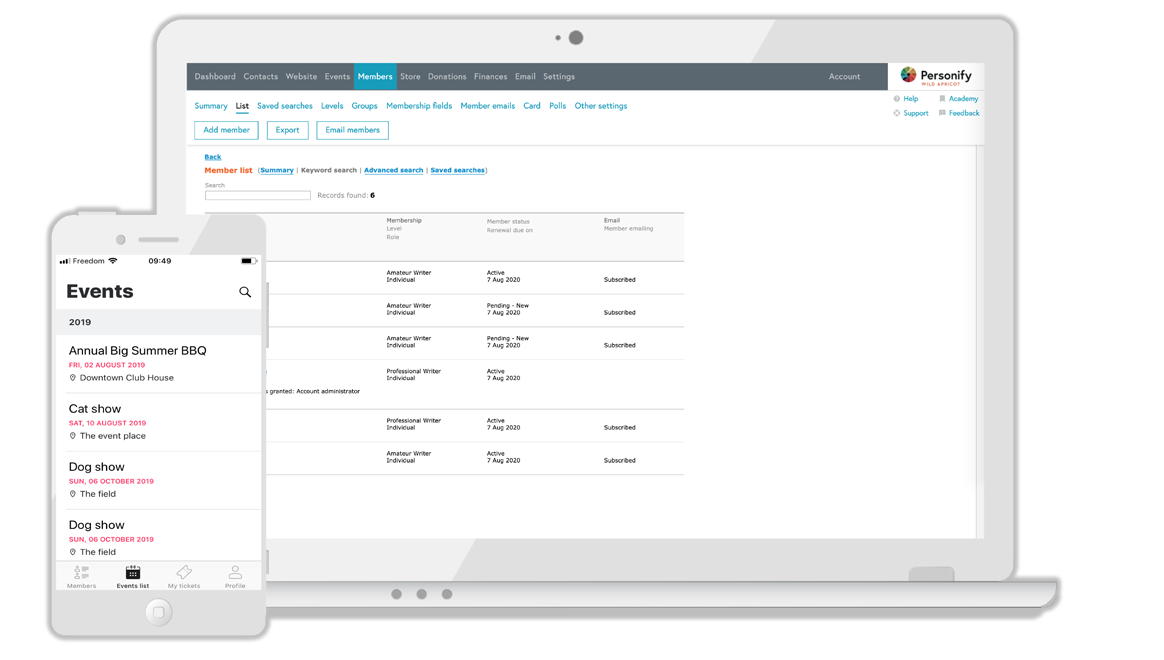 Dashboard Contacts Website Events Members Store Donations Finances Email Settings Account
Personify
WILD APRICOT
Summary List Saved searches Levels Groups Membership fields Member emails Card Polls Other settings
Help Academy
Support Feedback
Add member Export Email members
Back
Member list (Summary | Keyword search | Advanced search | Saved searches)
Search
Records found: 6
Membership
Level
Role
Member status
Renewal due on
Email
Member emailing
Amateur Writer
Individual
Active
7 Aug 2020
Subscribed
Amateur Writer
Individual
Pending - New
7 Aug 2020
Subscribed
Amateur Writer
Individual
Pending - New
7 Aug 2020
Subscribed
Professional Writer
Individual
Active
7 Aug 2020
s granted: Account administrator
Professional Writer
Individual
Active
7 Aug 2020
Subscribed
Amateur Writer
Individual
Active
7 Aug 2020
Subscribed
Freedom 09:49
Events
2019
Annual Big Summer BBQ
FRI, 02 AUGUST 2019
Downtown Club House
Cat show
SAT, 10 AUGUST 2019
The event place
Dog show
SUN, 06 OCTOBER 2019
The field
Dog show
SUN, 06 OCTOBER 2019
The field
Members Events list My tickets Profile